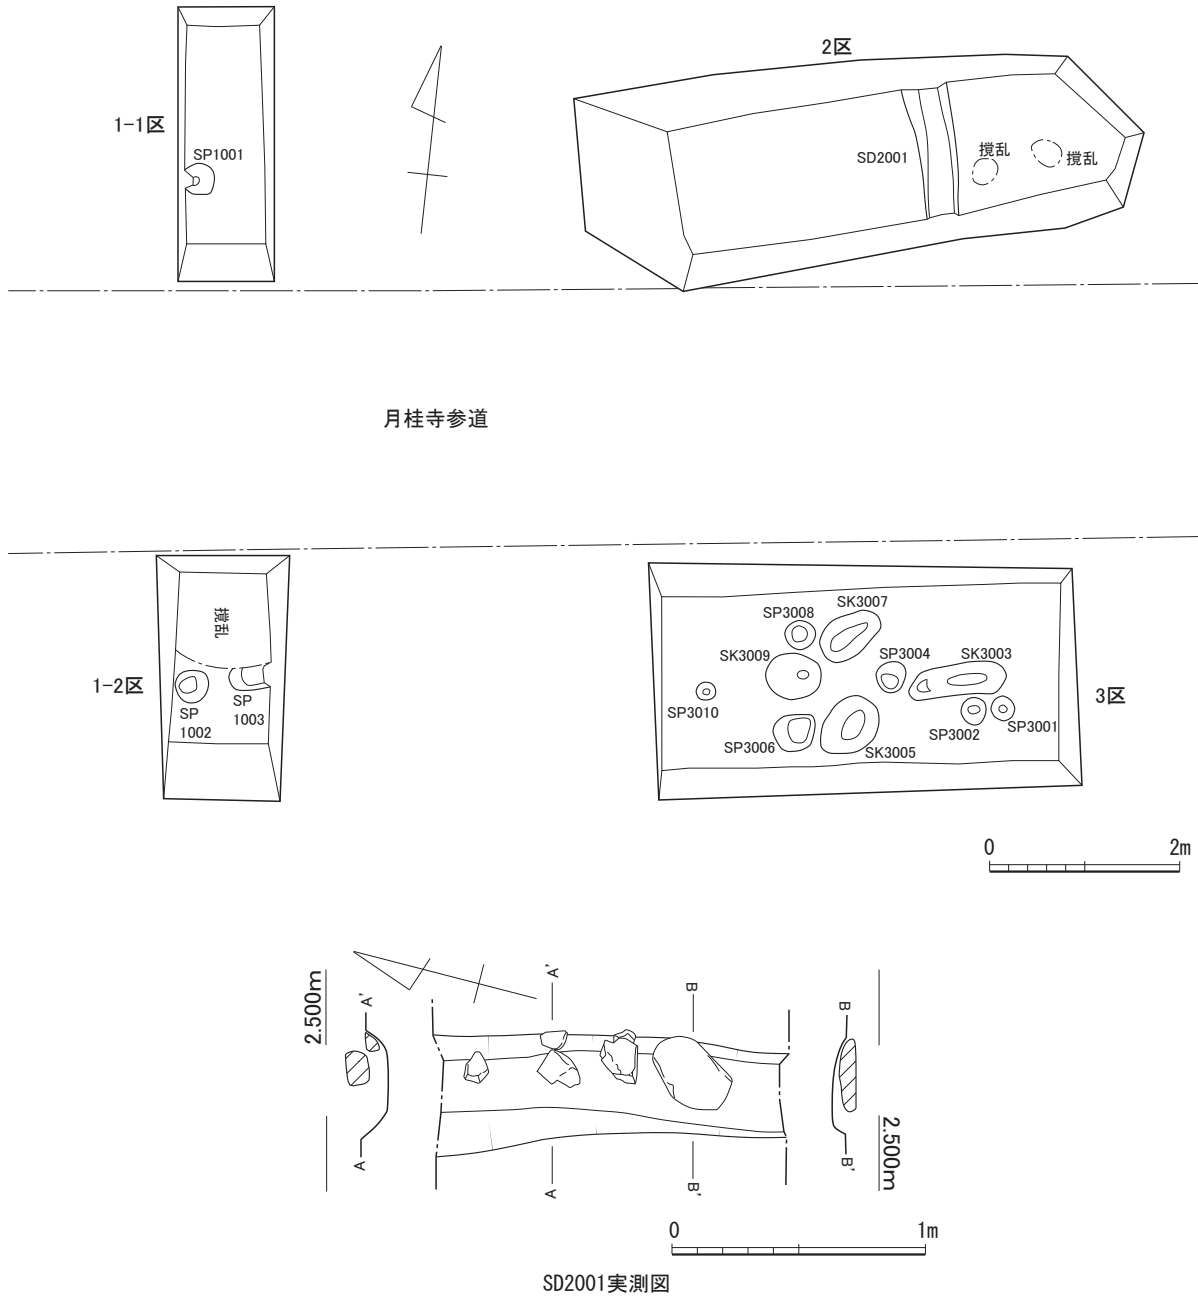 2区
1-1区
SP1001
SD2001
撹乱
撹乱
月桂寺参道
撹乱
1-2区
SP
1002
SP
1003
SP3008
SK3007
SK3009
SP3004
SK3003
SP3010
SP3006
SK3005
SP3002
SP3001
3区
0
2m
2.500m
A'
A
A'
A
B
B'
B
B'
2.500m
0
1m
SD2001実測図